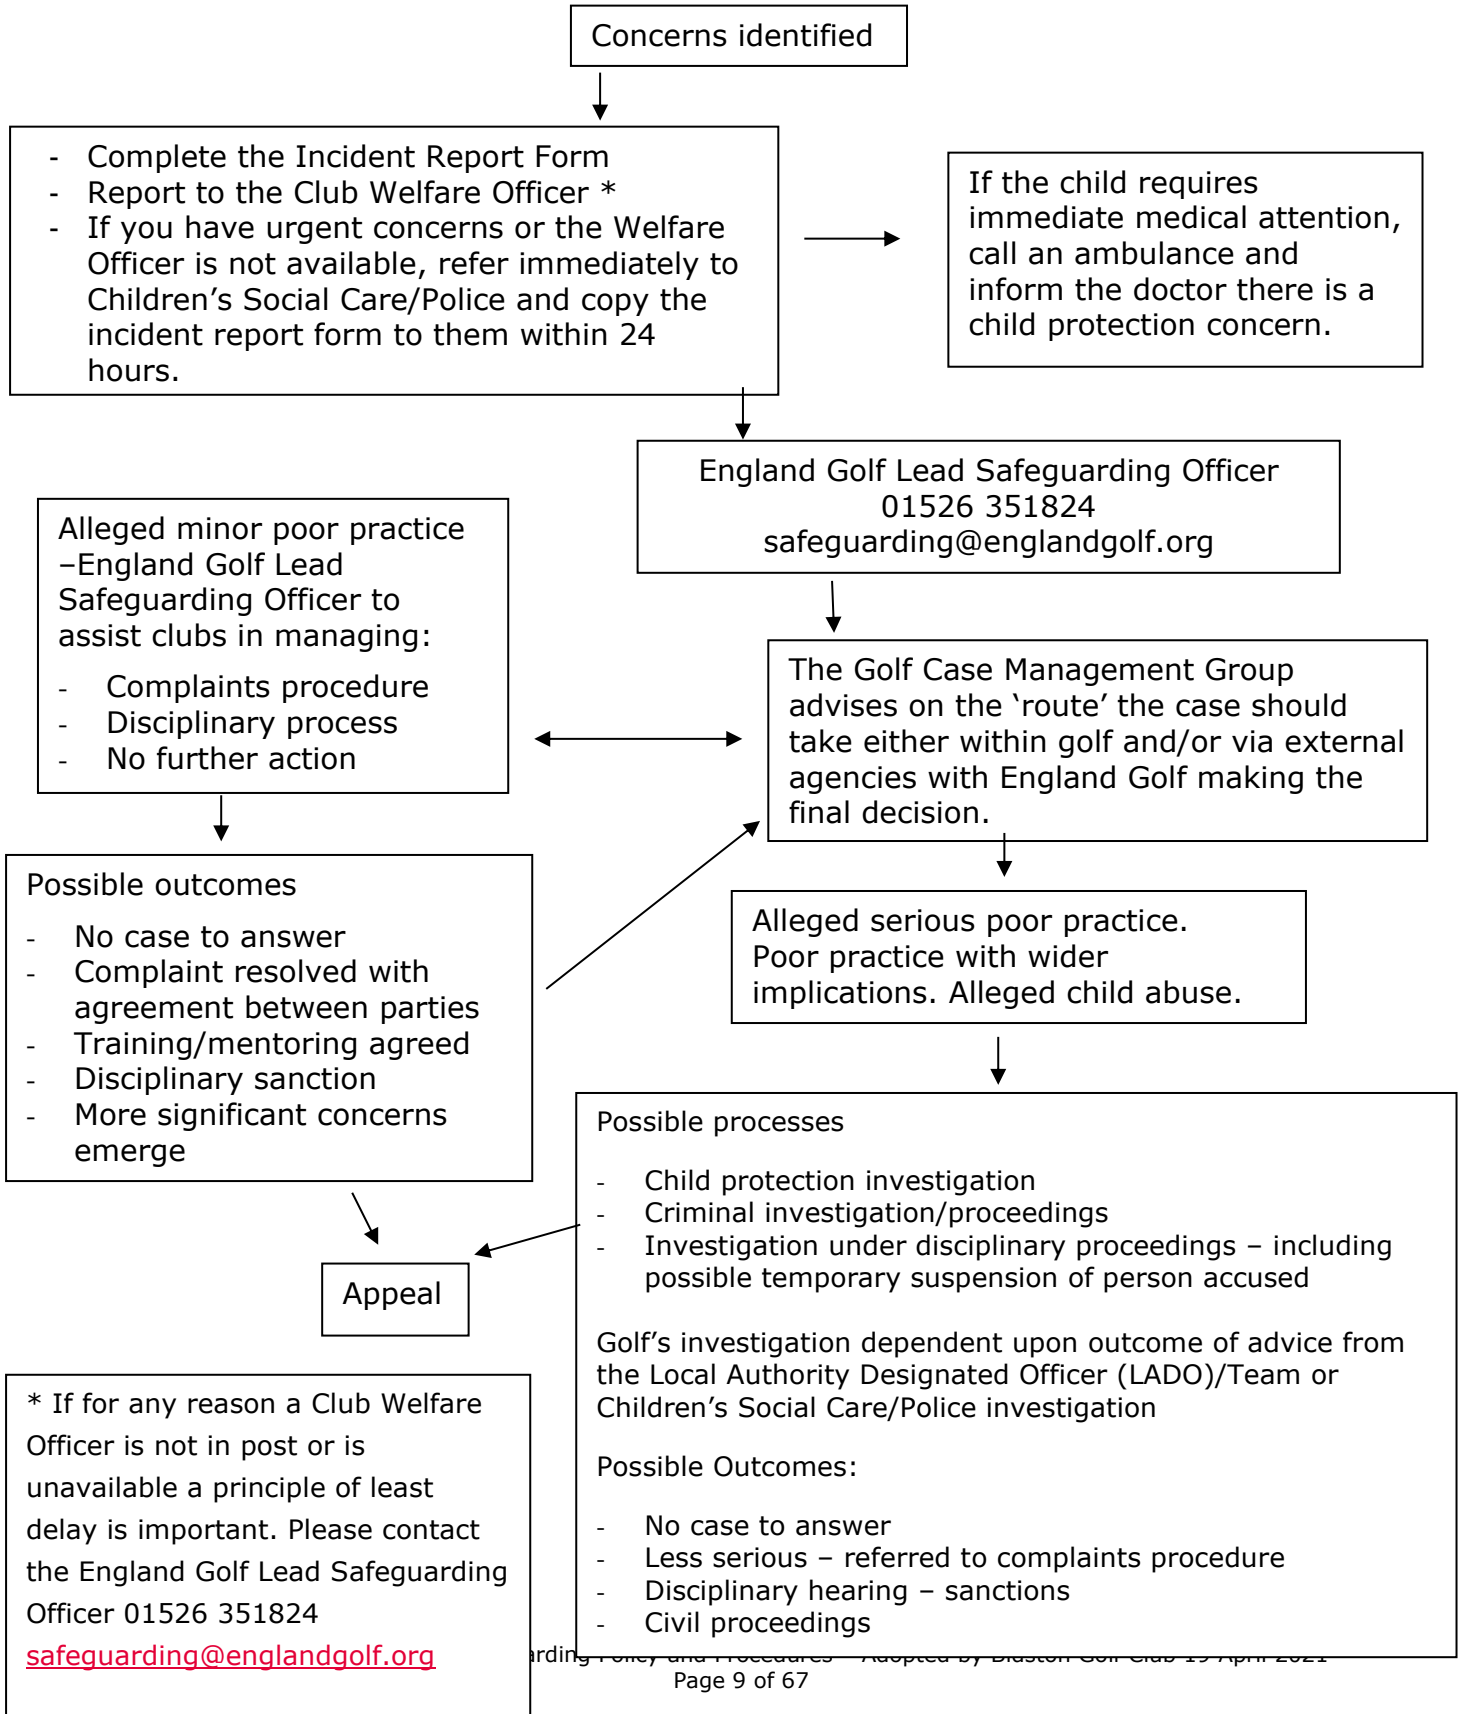 Concerns identified
- Complete the Incident Report Form
- Report to the Club Welfare Officer *
- If you have urgent concerns or the Welfare
Officer is not available, refer immediately to
Children’s Social Care/Police and copy the
incident report form to them within 24
hours.
If the child requires
immediate medical attention,
call an ambulance and
inform the doctor there is a
child protection concern.
England Golf Lead Safeguarding Officer
01526 351824
safeguarding@englandgolf.org
Alleged minor poor practice
–England Golf Lead
Safeguarding Officer to
assist clubs in managing:
- Complaints procedure
- Disciplinary process
- No further action
The Golf Case Management Group
advises on the ‘route’ the case should
take either within golf and/or via external
agencies with England Golf making the
final decision.
Possible outcomes
- No case to answer
- Complaint resolved with
agreement between parties
- Training/mentoring agreed
- Disciplinary sanction
- More significant concerns
emerge
Alleged serious poor practice.
Poor practice with wider
implications. Alleged child abuse.
Possible processes
- Child protection investigation
- Criminal investigation/proceedings
- Investigation under disciplinary proceedings – including
possible temporary suspension of person accused
Golf’s investigation dependent upon outcome of advice from
the Local Authority Designated Officer (LADO)/Team or
Children’s Social Care/Police investigation
Possible Outcomes:
- No case to answer
- Less serious – referred to complaints procedure
- Disciplinary hearing – sanctions
- Civil proceedings
Appeal
* If for any reason a Club Welfare
Officer is not in post or is
unavailable a principle of least
delay is important. Please contact
the England Golf Lead Safeguarding
Officer 01526 351824
safeguarding@englandgolf.org
Policy and Procedures Adopted by Golf Club 19 April 2021
Page 9 of 67